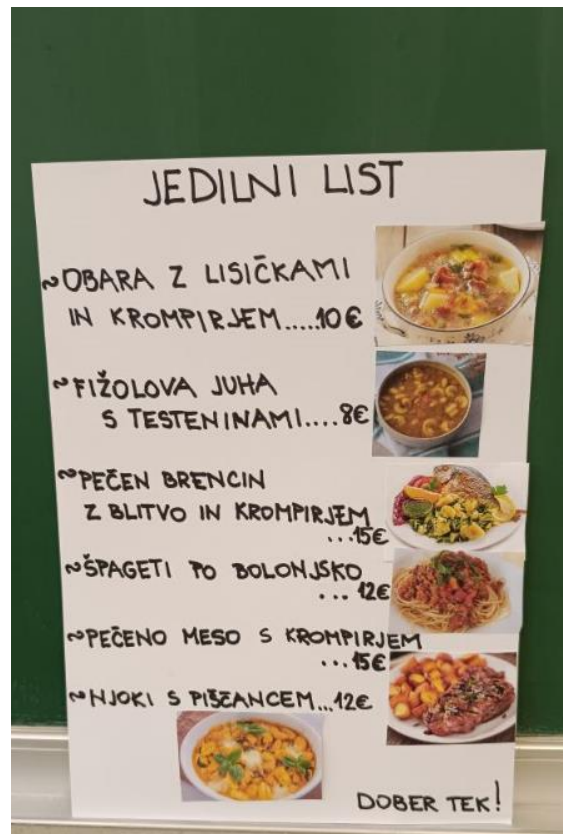 JEDILNI LIST
~OBARA Z LISIČKAMI
IN KROMPIRJEM.....10€
~FIŽOLOVA JUHA
S TESTENINAMI....8€
~PEČEN BRENCIN
Z BLITVO IN KROMPIRJEM
...15€
~ŠPAGETI PO BOLONJSKO
... 12€
~PEČENO MESO S KROMPIRJEM
...15€
~NJOKI S PIŠČANCEM...12€
DOBER TEK!